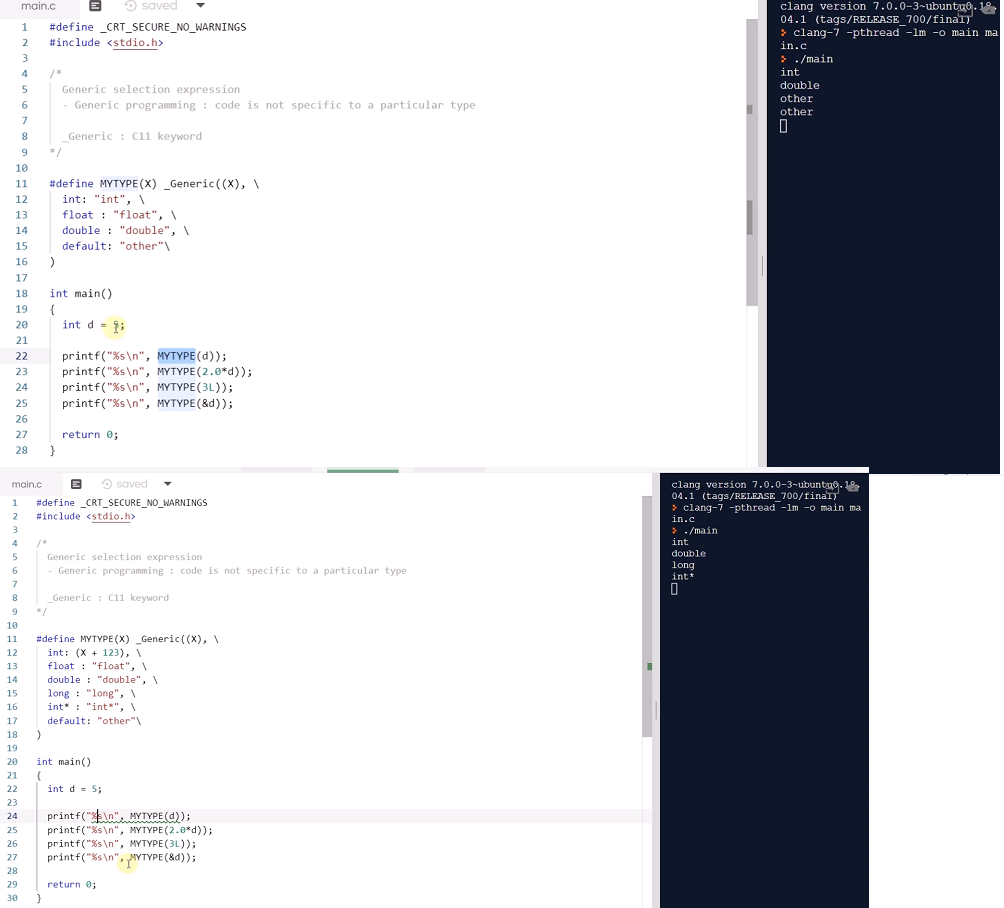 main.c saved
1 #define _CRT_SECURE_NO_WARNINGS
2 #include <stdio.h>
3
4 /*
5 Generic selection expression
6 - Generic programming : code is not specific to a particular type
7
8 _Generic : C11 keyword
9 */
10
11 #define MYTYPE(X) _Generic((X), \
12 int: "int", \
13 float : "float", \
14 double : "double", \
15 default: "other"\
16 )
17
18 int main()
19 {
20 int d = 5;
21
22 printf("%s\n", MYTYPE(d));
23 printf("%s\n", MYTYPE(2.0*d));
24 printf("%s\n", MYTYPE(3L));
25 printf("%s\n", MYTYPE(&d));
26
27 return 0;
28 }
clang version 7.0.0-3~ubuntu0.18.
04.1 (tags/RELEASE_700/final)
clang-7 -pthread -lm -o main ma
in.c
./main
int
double
other
other
main.c saved
1 #define _CRT_SECURE_NO_WARNINGS
2 #include <stdio.h>
3
4 /*
5 Generic selection expression
6 - Generic programming : code is not specific to a particular type
7
8 _Generic : C11 keyword
9 */
10
11 #define MYTYPE(X) _Generic((X), \
12 int: (X + 123), \
13 float : "float", \
14 double : "double", \
15 long : "long", \
16 int* : "int*", \
17 default: "other"\
18 )
19
20 int main()
21 {
22 int d = 5;
23
24 printf("%s\n", MYTYPE(d));
25 printf("%s\n", MYTYPE(2.0*d));
26 printf("%s\n", MYTYPE(3L));
27 printf("%s\n", MYTYPE(&d));
28
29 return 0;
30 }
clang version 7.0.0-3~ubuntu0.18.
04.1 (tags/RELEASE_700/final)
clang-7 -pthread -lm -o main ma
in.c
./main
int
double
long
int*